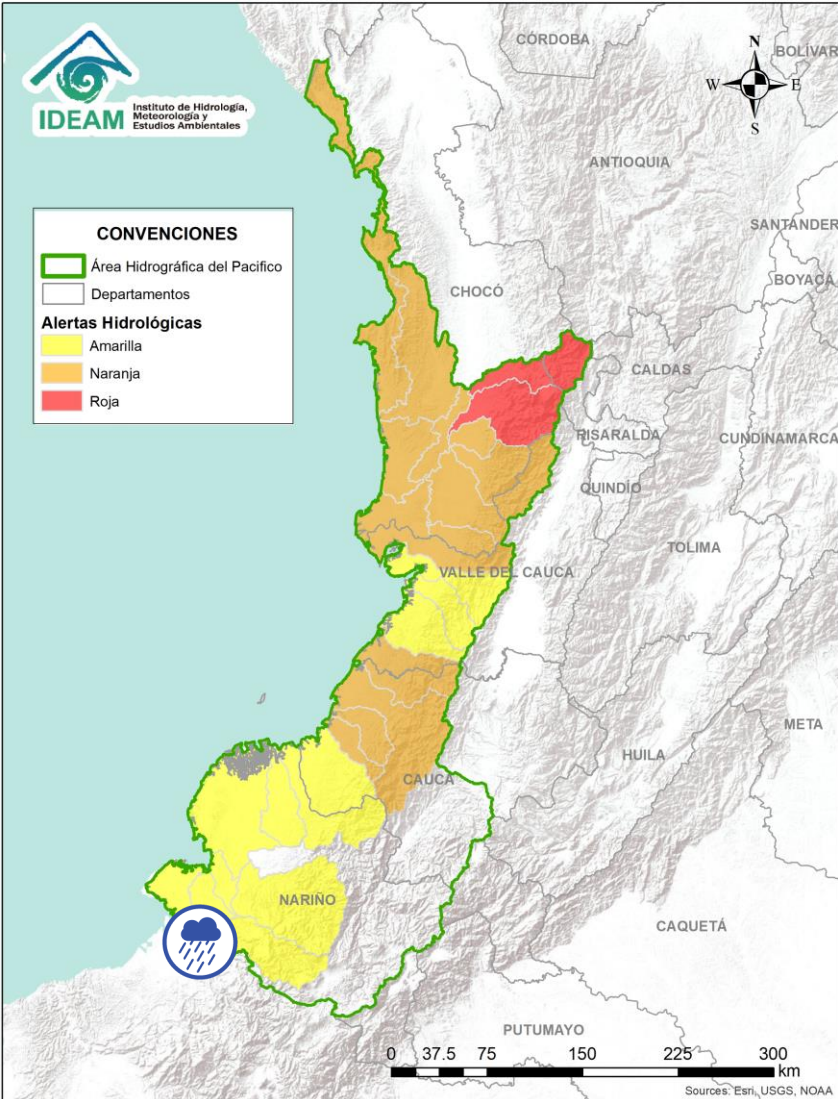 IDEAM
Instituto de Hidrología,
Meteorología y
Estudios Ambientales
CÓRDOBA
N
W
E
S
BOLÍVAR
ANTIOQUIA
SANTANDER
BOYACÁ
CONVENCIONES
Área Hidrográfica del Pacifico
Departamentos
Alertas Hidrológicas
Amarilla
Naranja
Roja
CHOCÓ
CALDAS
RISARALDA
CUNDINAMARCA
QUINDÍO
TOLIMA
VALLE DEL CAUCA
META
HUILA
CAUCA
NARIÑO
CAQUETÁ
PUTUMAYO
0 37.5 75 150 225 300
km
Sources: Esri, USGS, NOAA